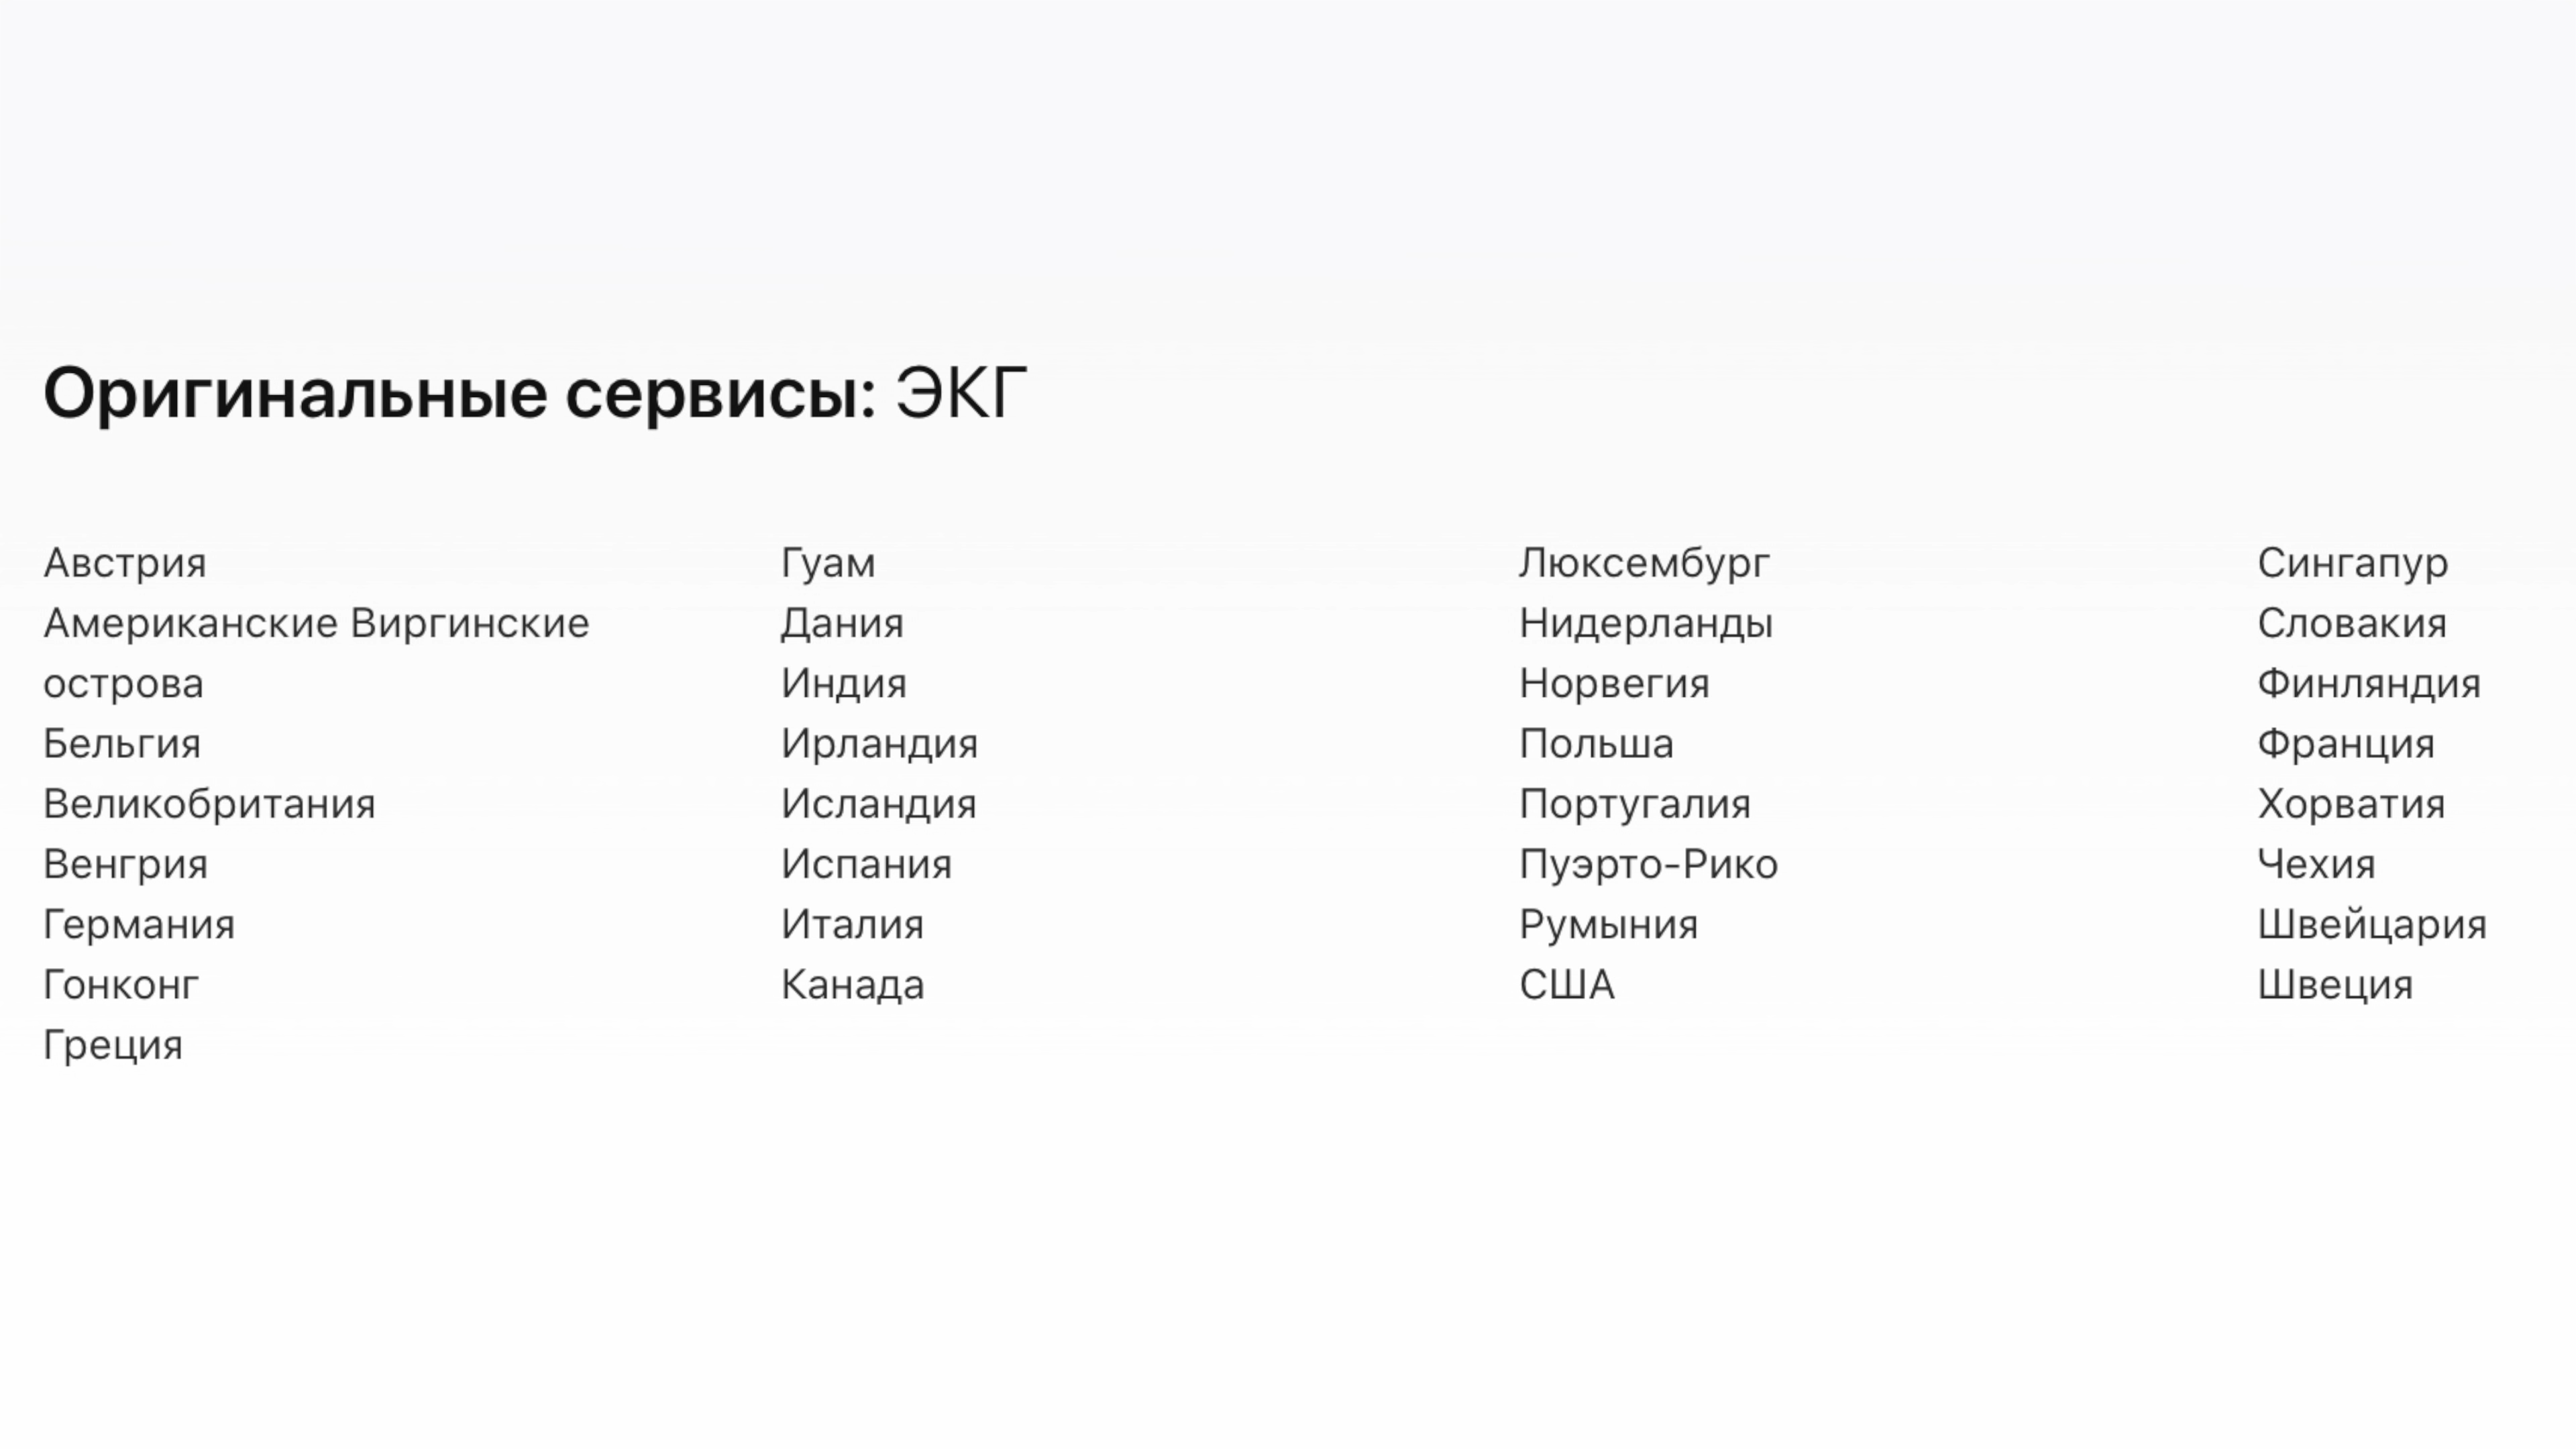 Оригинальные сервисы: ЭКГ
Австрия
Американские Виргинские
острова
Бельгия
Великобритания
Венгрия
Германия
Гонконг
Греция
Гуам
Дания
Индия
Ирландия
Исландия
Испания
Италия
Канада
Люксембург
Нидерланды
Норвегия
Польша
Португалия
Пуэрто-Рико
Румыния
США
Сингапур
Словакия
Финляндия
Франция
Хорватия
Чехия
Швейцария
Швеция